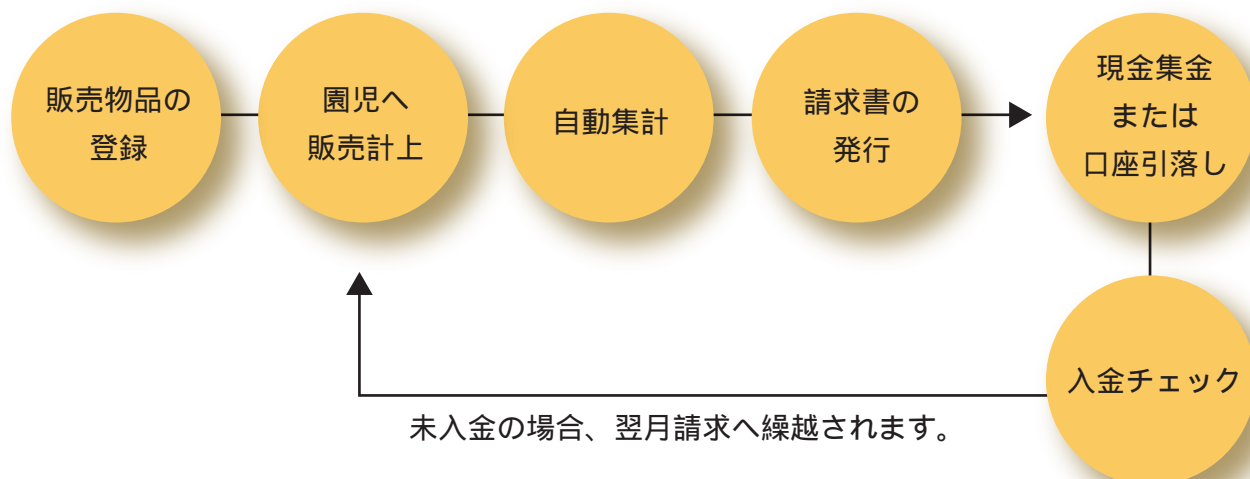 販売物品の
登録
園児へ
販売計上
自動集計
請求書の
発行
現金集金
または
口座引落し
入金チェック
未入金の場合、翌月請求へ繰越されます。